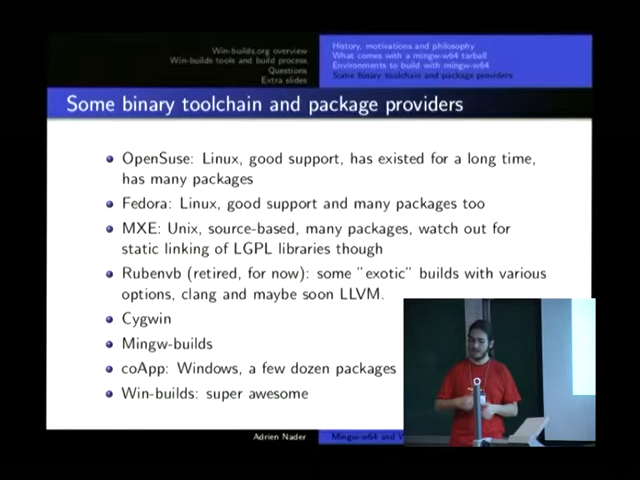 Win-builds.org overview
Win-builds tools and build process
Questions
Extra slides
History, motivations and philosophy
What comes with a mingw-w64 tarball
Environments to build with mingw-w64
Some binary toolchain and package providers
Some binary toolchain and package providers
OpenSuse: Linux, good support, has existed for a long time,
has many packages
Fedora: Linux, good support and many packages too
MXE: Unix, source-based, many packages, watch out for
static linking of LGPL libraries though
Rubenvb (retired, for now): some "exotic" builds with various
options, clang and maybe soon LLVM.
Cygwin
Mingw-builds
coApp: Windows, a few dozen packages
Win-builds: super awesome
Adrien Nader
Mingw-w64 and